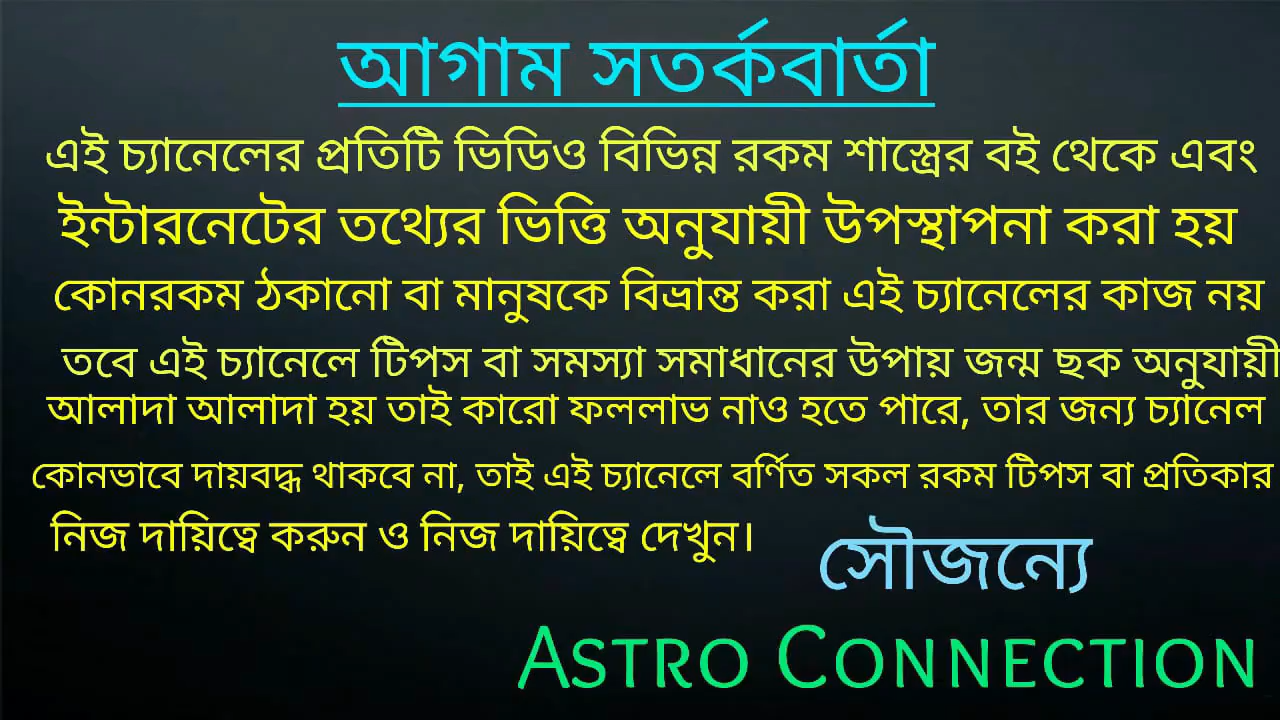 আগাম সতর্কবার্তা
এই চ্যানেলের প্রতিটি ভিডিও বিভিন্ন রকম শাস্ত্রের বই থেকে এবং
ইন্টারনেটের তথ্যের ভিত্তি অনুযায়ী উপস্থাপনা করা হয়
কোনরকম ঠকানো বা মানুষকে বিভ্রান্ত করা এই চ্যানেলের কাজ নয়
তবে এই চ্যানেলে টিপস বা সমস্যা সমাধানের উপায় জন্ম ছক অনুযায়ী
আলাদা আলাদা হয় তাই কারো ফললাভ নাও হতে পারে, তার জন্য চ্যানেল
কোনভাবে দায়বদ্ধ থাকবে না, তাই এই চ্যানেলে বর্ণিত সকল রকম টিপস বা প্রতিকার
নিজ দায়িত্বে করুন ও নিজ দায়িত্বে দেখুন।
সৌজন্যে
ASTRO CONNECTION